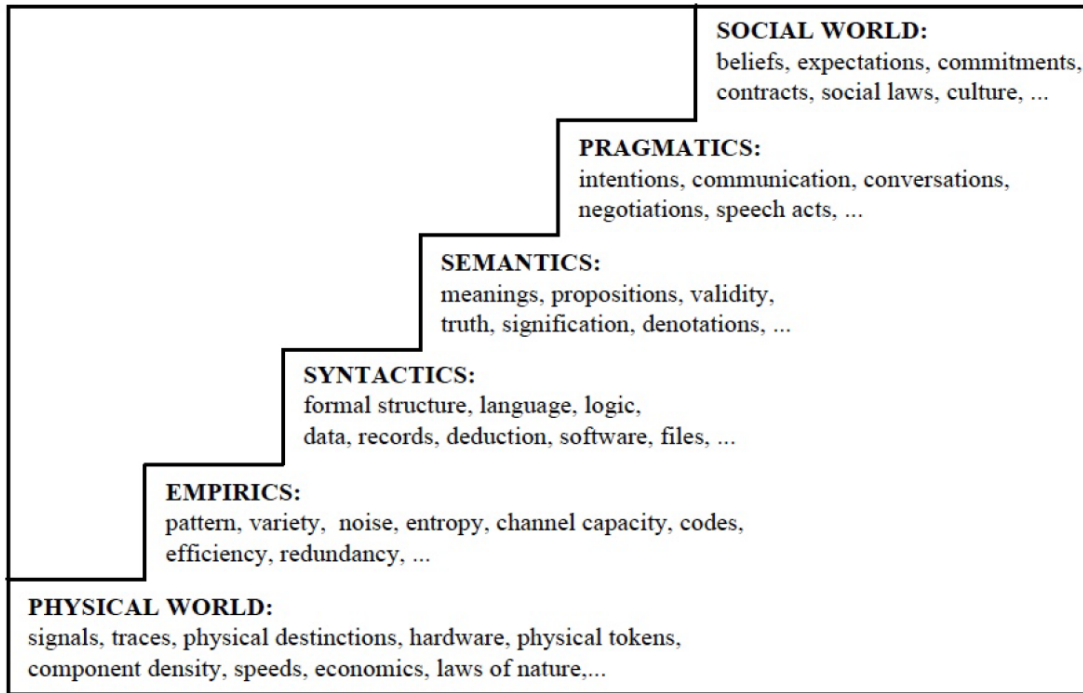 SOCIAL WORLD:
beliefs, expectations, commitments,
contracts, social laws, culture, ...
PRAGMATICS:
intentions, communication, conversations,
negotiations, speech acts, ...
SEMANTICS:
meanings, propositions, validity,
truth, signification, denotations, ...
SYNTACTICS:
formal structure, language, logic,
data, records, deduction, software, files, ...
EMPIRICS:
pattern, variety, noise, entropy, channel capacity, codes,
efficiency, redundancy, ...
PHYSICAL WORLD:
signals, traces, physical destinctions, hardware, physical tokens,
component density, speeds, economics, laws of nature,...